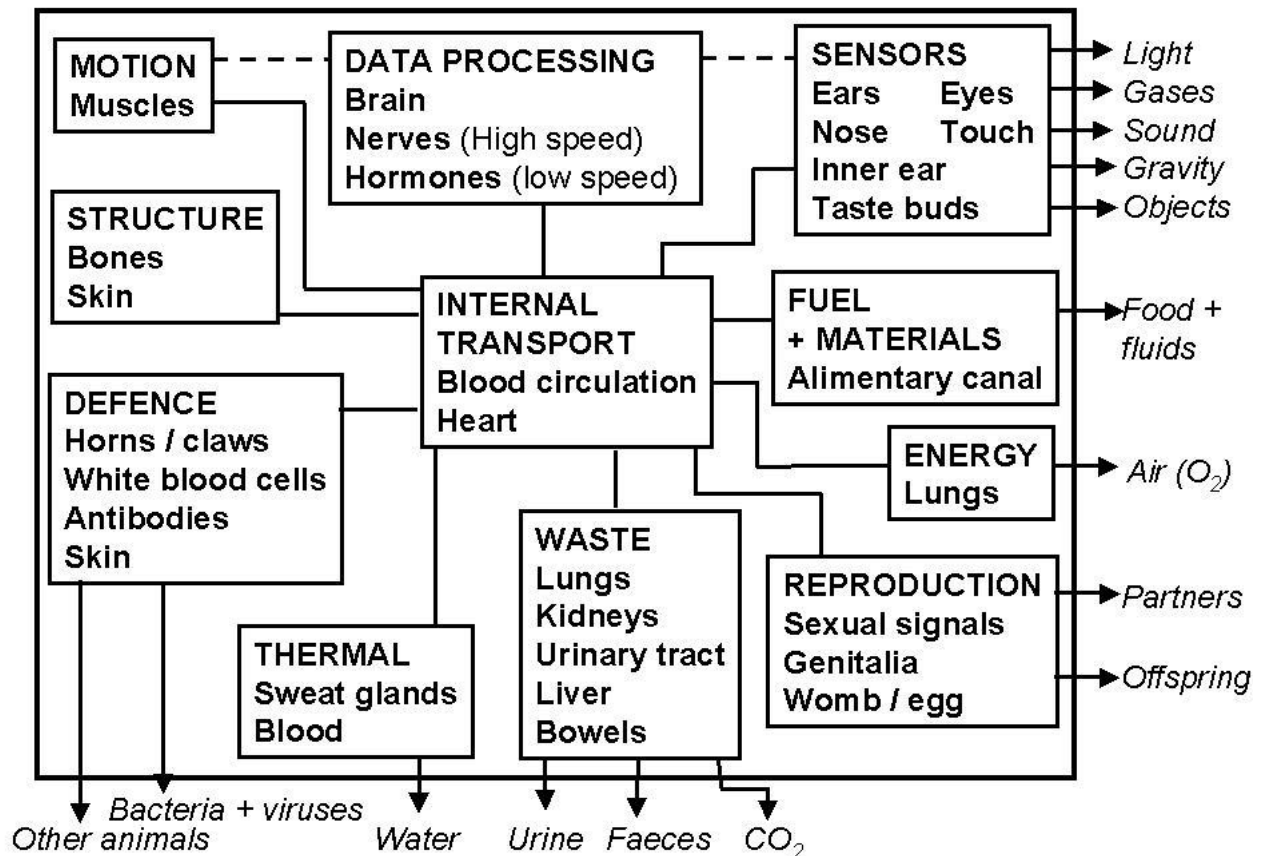 MOTION
Muscles
DATA PROCESSING
Brain
Nerves (High speed)
Hormones (low speed)
SENSORS
Ears Eyes
Nose Touch
Inner ear
Taste buds
Light
Gases
Sound
Gravity
Objects
STRUCTURE
Bones
Skin
INTERNAL
TRANSPORT
Blood circulation
Heart
FUEL
+ MATERIALS
Alimentary canal
Food +
fluids
DEFENCE
Horns / claws
White blood cells
Antibodies
Skin
ENERGY
Lungs
Air (O₂)
THERMAL
Sweat glands
Blood
WASTE
Lungs
Kidneys
Urinary tract
Liver
Bowels
REPRODUCTION
Sexual signals
Genitalia
Womb / egg
Partners
Offspring
Bacteria + viruses
Other animals
Water
Urine
Faeces
CO₂